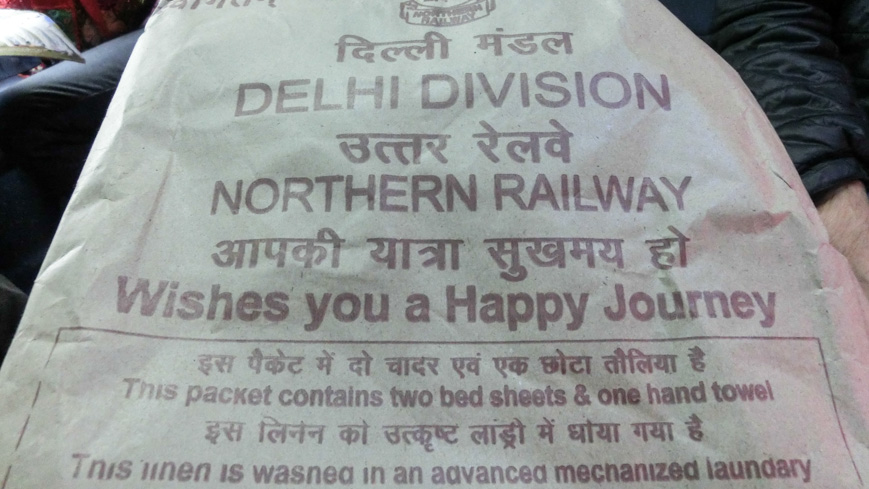 NORTHERN
RAILWAY
दिल्ली मंडल
DELHI DIVISION
उत्तर रेलवे
NORTHERN RAILWAY
आपकी यात्रा सुखमय हो
Wishes you a Happy Journey
इस पैकेट में दो चादर एवं एक छोटा तौलिया है
This packet contains two bed sheets & one hand towel
इस लिनन को उत्कृष्ट लांड्री में धोया गया है
This linen is washed in an advanced mechanized laundary